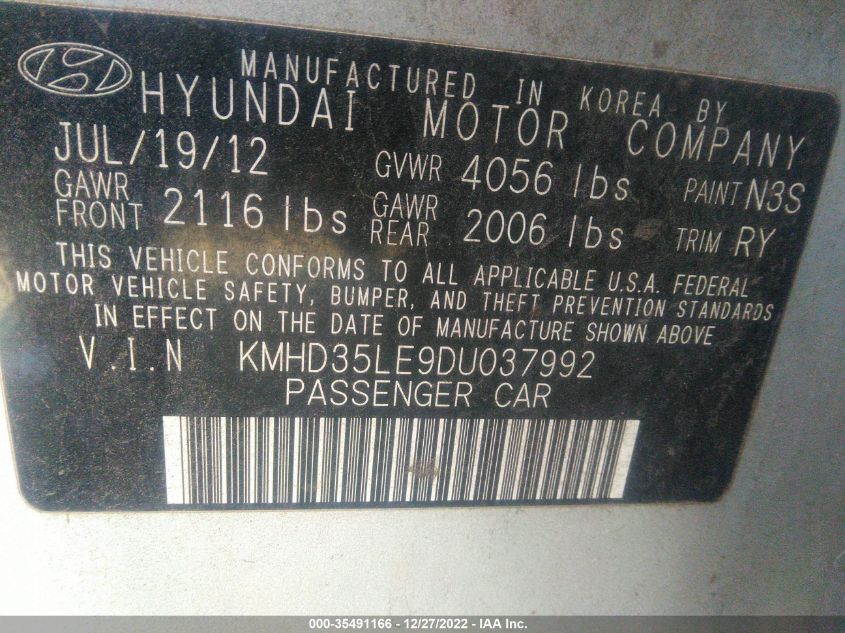 MANUFACTURED IN KOREA BY
HYUNDAI MOTOR COMPANY
JUL/19/12 GVWR 4056 lbs PAINT N3S
GAWR FRONT 2116 lbs GAWR REAR 2006 lbs TRIM RY
THIS VEHICLE CONFORMS TO ALL APPLICABLE U.S.A. FEDERAL
MOTOR VEHICLE SAFETY, BUMPER, AND THEFT PREVENTION STANDARDS
IN EFFECT ON THE DATE OF MANUFACTURE SHOWN ABOVE
V.I.N KMHD35LE9DU037992
PASSENGER CAR
000-35491166 - 12/27/2022 - IAA Inc.